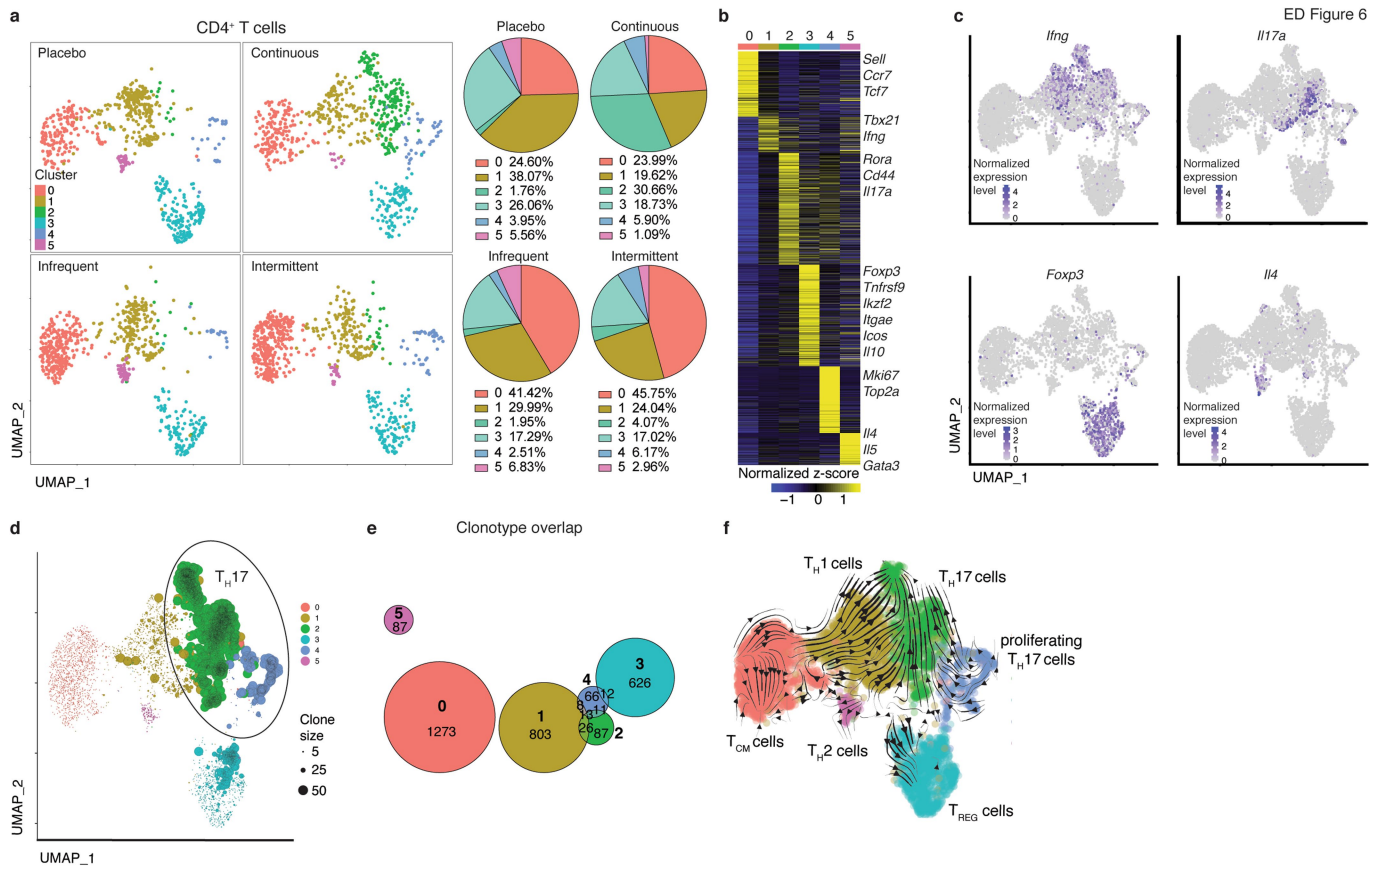 ED Figure 6
a
CD4+ T cells
Placebo
Continuous
Cluster
0
1
2
3
4
5
Infrequent
Intermittent
UMAP_2
UMAP_1
Placebo
0 24.60%
1 38.07%
2 1.76%
3 26.06%
4 3.95%
5 5.56%
Continuous
0 23.99%
1 19.62%
2 30.66%
3 18.73%
4 5.90%
5 1.09%
Infrequent
0 41.42%
1 29.99%
2 1.95%
3 17.29%
4 2.51%
5 6.83%
Intermittent
0 45.75%
1 24.04%
2 4.07%
3 17.02%
4 6.17%
5 2.96%
b
0 1 2 3 4 5
Sell
Ccr7
Tcf7
Tbx21
Ifng
Rora
Cd44
Il17a
Foxp3
Tnfrsf9
Ikzf2
Itgae
Icos
Il10
Mki67
Top2a
Il4
Il5
Gata3
Normalized z-score
−1 0 1
c
Ifng
Normalized
expression
level
4
2
0
Il17a
Normalized
expression
level
4
2
0
Foxp3
Normalized
expression
level
3
2
1
0
Il4
Normalized
expression
level
4
2
0
UMAP_2
UMAP_1
d
TH17
0
1
2
3
4
5
Clone
size
5
25
50
UMAP_2
UMAP_1
e
Clonotype overlap
5
87
0
1273
1
803
4
66
12
8
11
13
26
87
2
3
626
f
TH1 cells
TH17 cells
proliferating
TH17 cells
TCM cells
TH2 cells
TREG cells